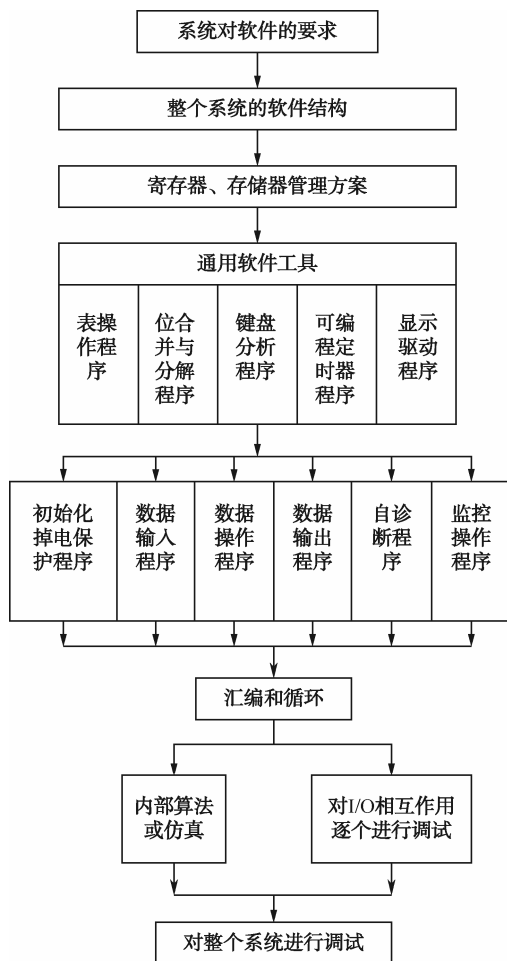 系统对软件的要求
整个系统的软件结构
寄存器、存储器管理方案
通用软件工具
表操
作程
序
位合
并与
分解
程序
键盘
分析
程序
可编
程定
时器
程序
显示
驱动
程序
初始化
掉电保
护程序
数据
输入
程序
数据
操作
程序
数据
输出
程序
自诊
断程
序
监控
操作
程序
汇编和循环
内部算法
或仿真
对I/O相互作用
逐个进行调试
对整个系统进行调试